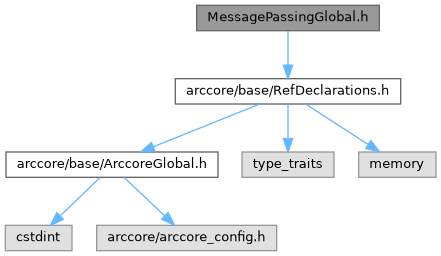 MessagePassingGlobal.h
arccore/base/RefDeclarations.h
arccore/base/ArccoreGlobal.h
type_traits
memory
cstdint
arccore/arccore_config.h